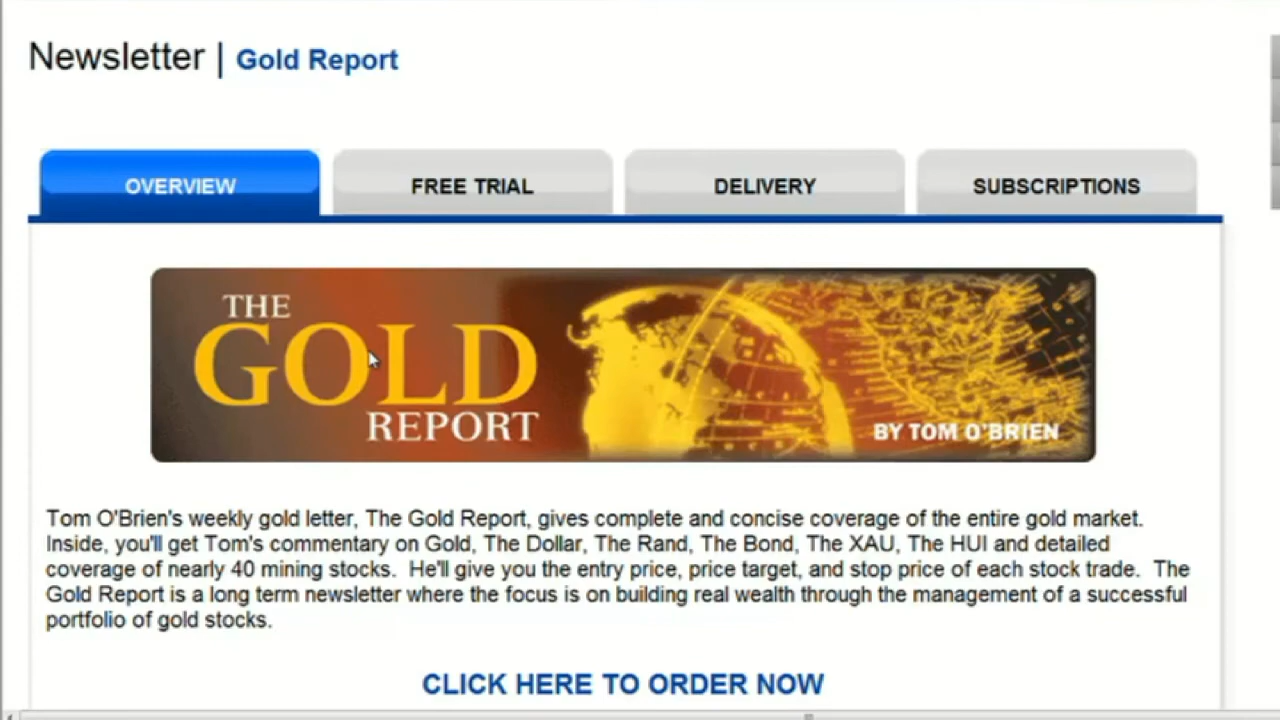 Newsletter | Gold Report
OVERVIEW
FREE TRIAL
DELIVERY
SUBSCRIPTIONS
THE
GOLD
REPORT
BY TOM O'BRIEN
Tom O'Brien's weekly gold letter, The Gold Report, gives complete and concise coverage of the entire gold market.
Inside, you'll get Tom's commentary on Gold, The Dollar, The Rand, The Bond, The XAU, The HUI and detailed
coverage of nearly 40 mining stocks.  He'll give you the entry price, price target, and stop price of each stock trade.  The
Gold Report is a long term newsletter where the focus is on building real wealth through the management of a successful
portfolio of gold stocks.
CLICK HERE TO ORDER NOW